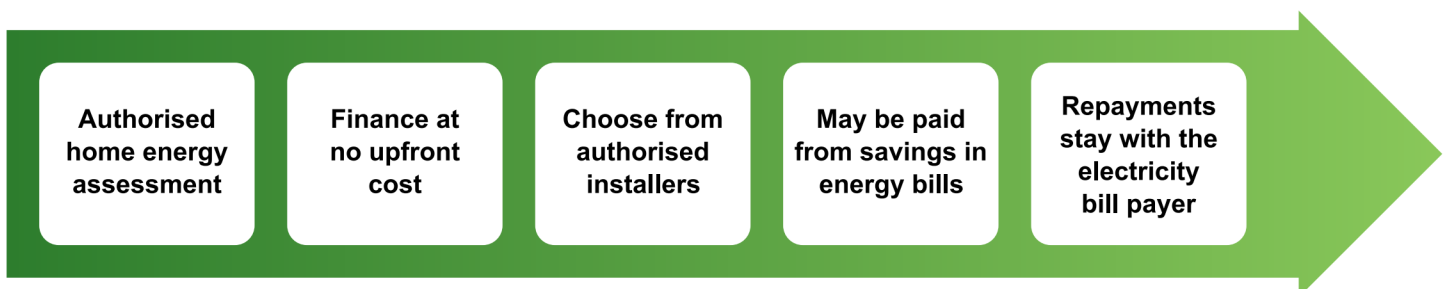 Authorised
home energy
assessment
Finance at
no upfront
cost
Choose from
authorised
installers
May be paid
from savings in
energy bills
Repayments
stay with the
electricity
bill payer